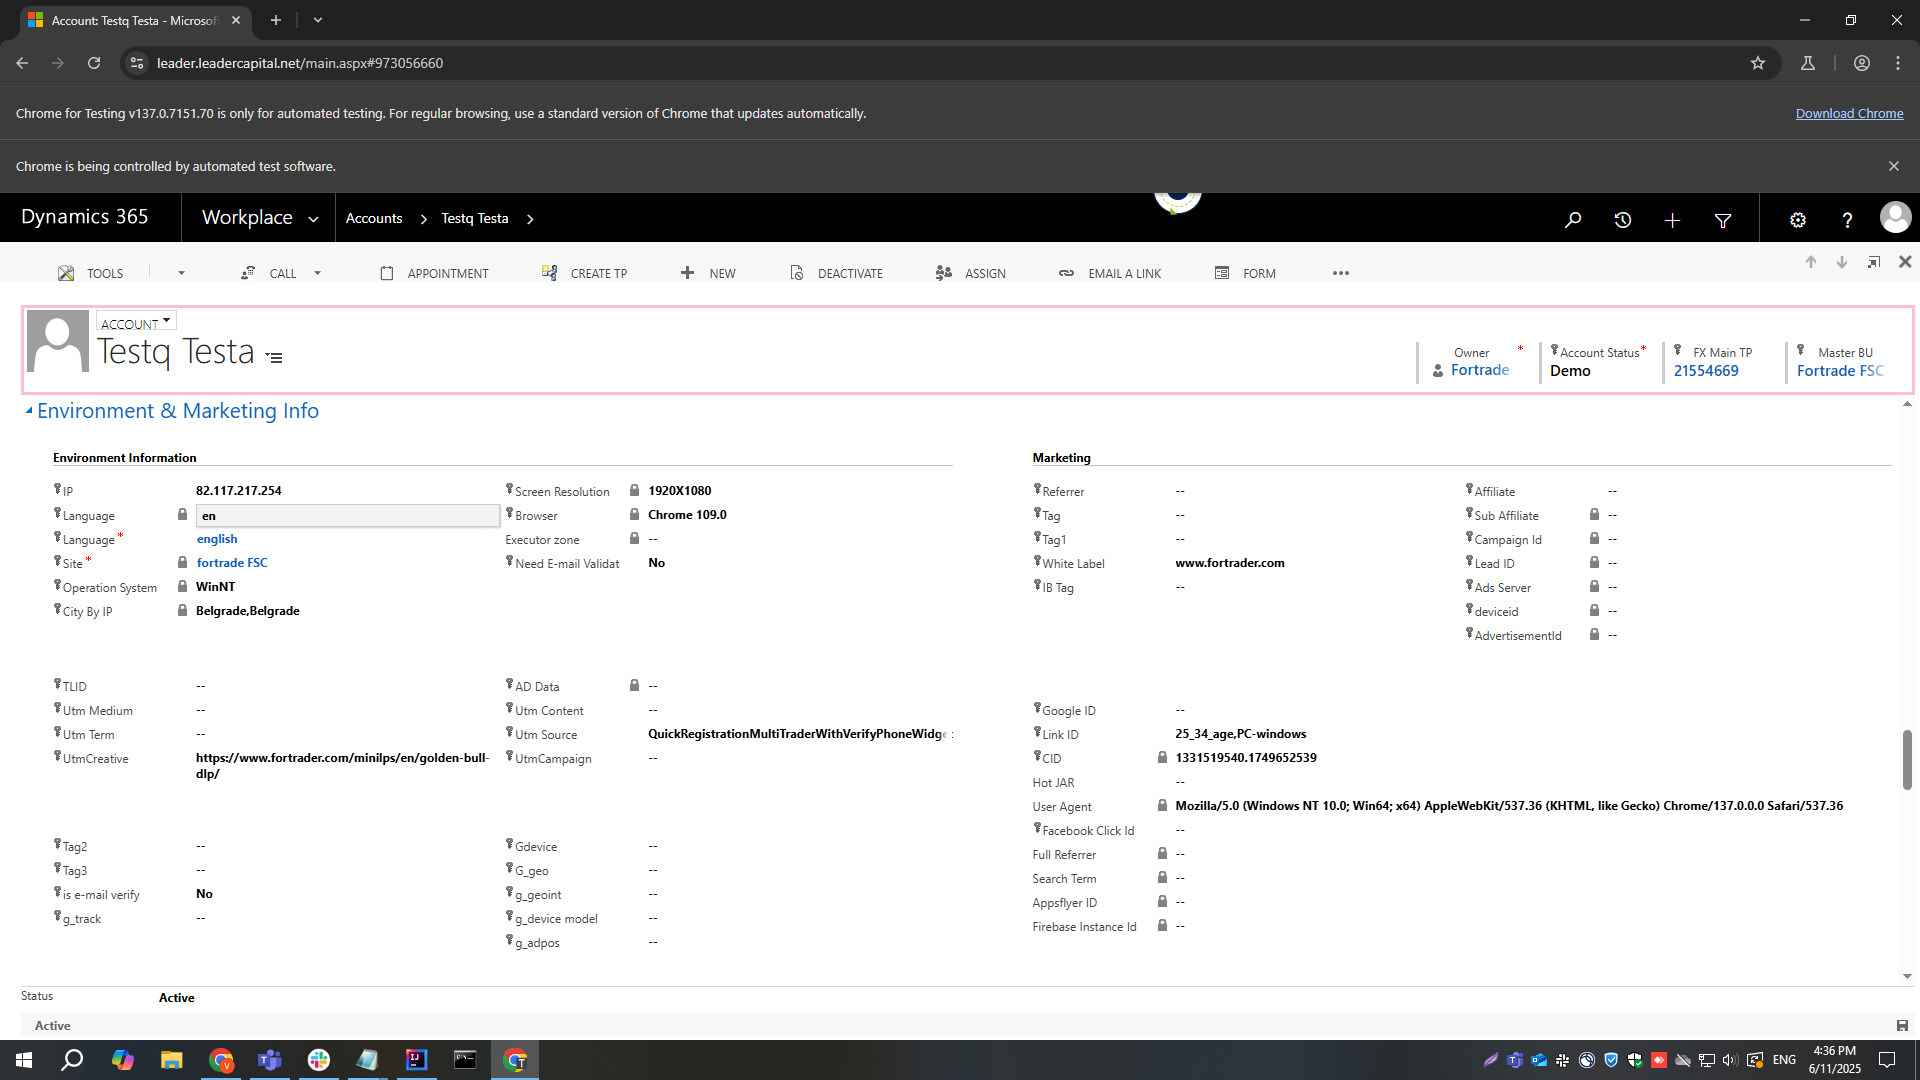 Account: Testq Testa - Microsof
leader.leadercapital.net/main.aspx#973056660
Chrome for Testing v137.0.7151.70 is only for automated testing. For regular browsing, use a standard version of Chrome that updates automatically.
Download Chrome
Chrome is being controlled by automated test software.
Dynamics 365
Workplace
Accounts
Testq Testa
TOOLS
CALL
APPOINTMENT
CREATE TP
NEW
DEACTIVATE
ASSIGN
EMAIL A LINK
FORM
ACCOUNT
Testq Testa
Owner *
Fortrade
Account Status *
Demo
FX Main TP
21554669
Master BU
Fortrade FSC
Environment & Marketing Info
Environment Information
IP 82.117.217.254
Language en
Language * english
Site * fortrade FSC
Operation System WinNT
City By IP Belgrade,Belgrade
Screen Resolution 1920X1080
Browser Chrome 109.0
Executor zone --
Need E-mail Validat No
Marketing
Referrer --
Tag --
Tag1 --
White Label www.fortrader.com
IB Tag --
Affiliate --
Sub Affiliate --
Campaign Id --
Lead ID --
Ads Server --
deviceid --
AdvertisementId --
TLID --
Utm Medium --
Utm Term --
UtmCreative https://www.fortrader.com/minilps/en/golden-bull-
dlp/
AD Data --
Utm Content --
Utm Source QuickRegistrationMultiTraderWithVerifyPhoneWidge
UtmCampaign --
Google ID --
Link ID 25_34_age,PC-windows
CID 1331519540.1749652539
Hot JAR --
User Agent Mozilla/5.0 (Windows NT 10.0; Win64; x64) AppleWebKit/537.36 (KHTML, like Gecko) Chrome/137.0.0.0 Safari/537.36
Facebook Click Id --
Full Referrer --
Search Term --
Appsflyer ID --
Firebase Instance Id --
Tag2 --
Tag3 --
is e-mail verify No
g_track --
Gdevice --
G_geo --
g_geoint --
g_device model --
g_adpos --
Status Active
Active
ENG
4:36 PM
6/11/2025